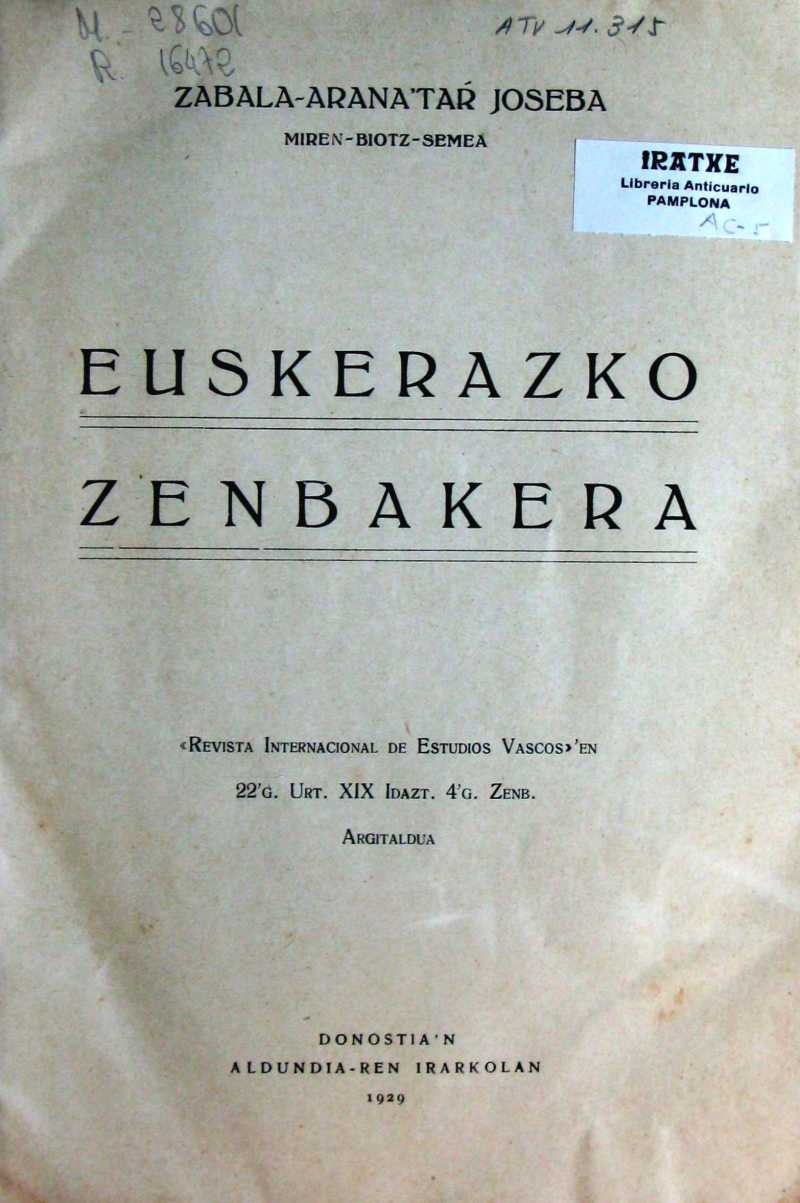 M - 28601
R. 16472
ATV 11.315
ZABALA-ARANA'TAŔ JOSEBA
MIREN-BIOTZ-SEMEA
IRATXE
Librería Anticuario
PAMPLONA
AC-5
EUSKERAZKO
ZENBAKERA
«REVISTA INTERNACIONAL DE ESTUDIOS VASCOS»'EN
22'G. URT. XIX IDAZT. 4'G. ZENB.
ARGITALDUA
DONOSTIA'N
ALDUNDIA-REN IRARKOLAN
1929